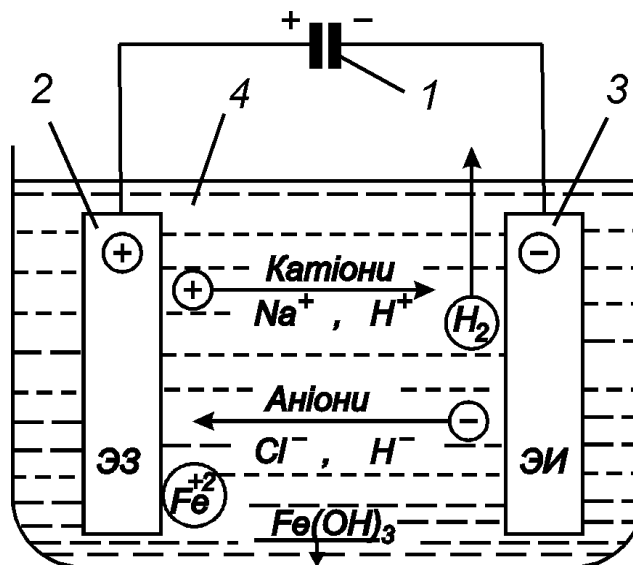 + −
1
2
4
3
+
−
Катіони
+
Na⁺ , H⁺
H₂
Аніони
−
Cl⁻ , H⁻
ЭЗ
ЭИ
Fe⁺²
Fe(OH)₃